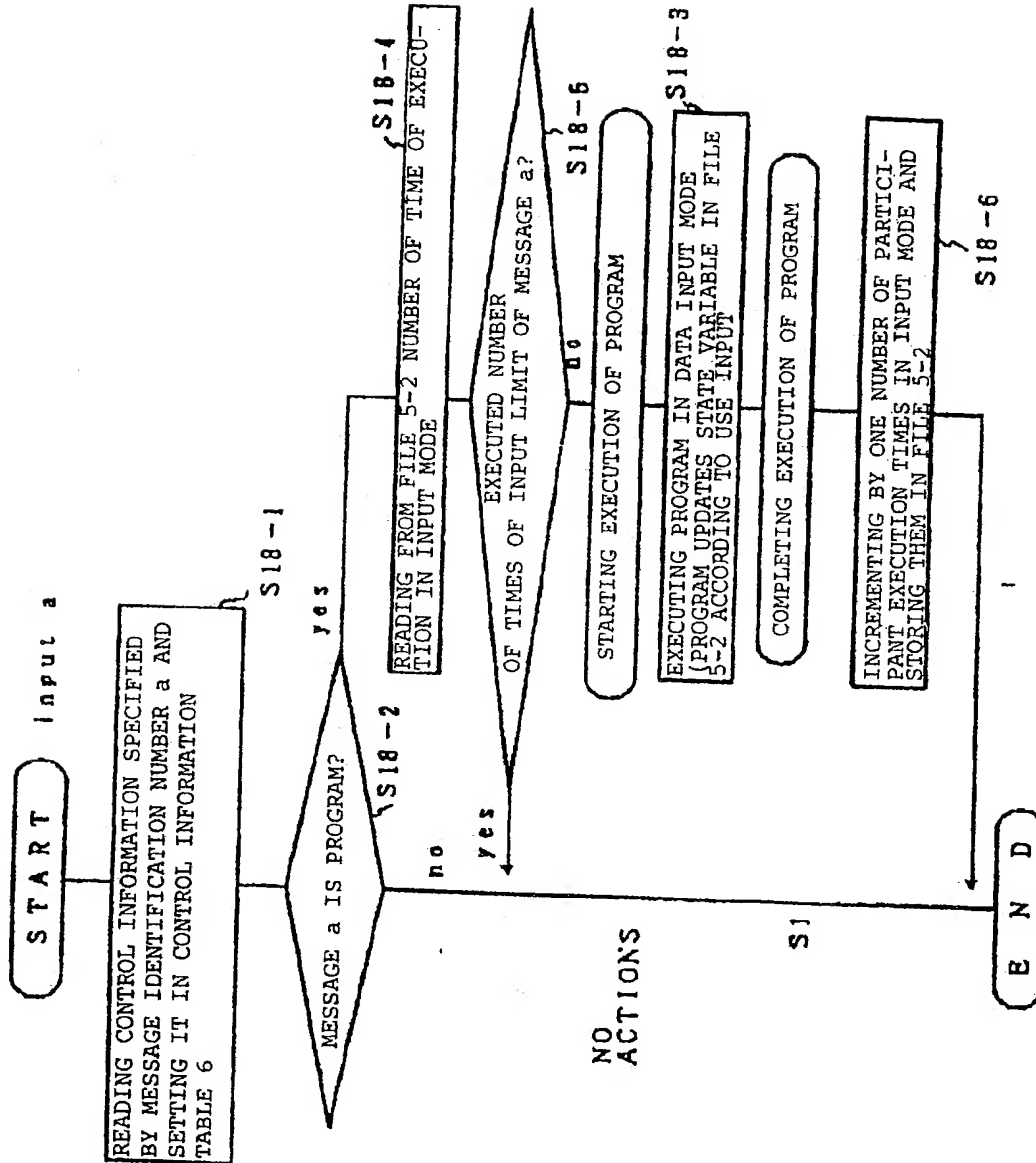 START
Input a
READING CONTROL INFORMATION SPECIFIED
BY MESSAGE IDENTIFICATION NUMBER a AND
SETTING IT IN CONTROL INFORMATION
TABLE 6
S18-1
MESSAGE a IS PROGRAM?
S18-2
yes
no
S18-4
READING FROM FILE 5-2 NUMBER OF TIME OF EXECU-
TION IN INPUT MODE
EXECUTED NUMBER
OF TIMES OF INPUT LIMIT OF MESSAGE a?
S18-5
yes
no
STARTING EXECUTION OF PROGRAM
S18-3
EXECUTING PROGRAM IN DATA INPUT MODE
(PROGRAM UPDATES STATE VARIABLE IN FILE
5-2 ACCORDING TO USE INPUT
COMPLETING EXECUTION OF PROGRAM
INCREMENTING BY ONE NUMBER OF PARTICI-
PANT EXECUTION TIMES IN INPUT MODE AND
STORING THEM IN FILE 5-2
S18-6
NO
ACTIONS
S1
END